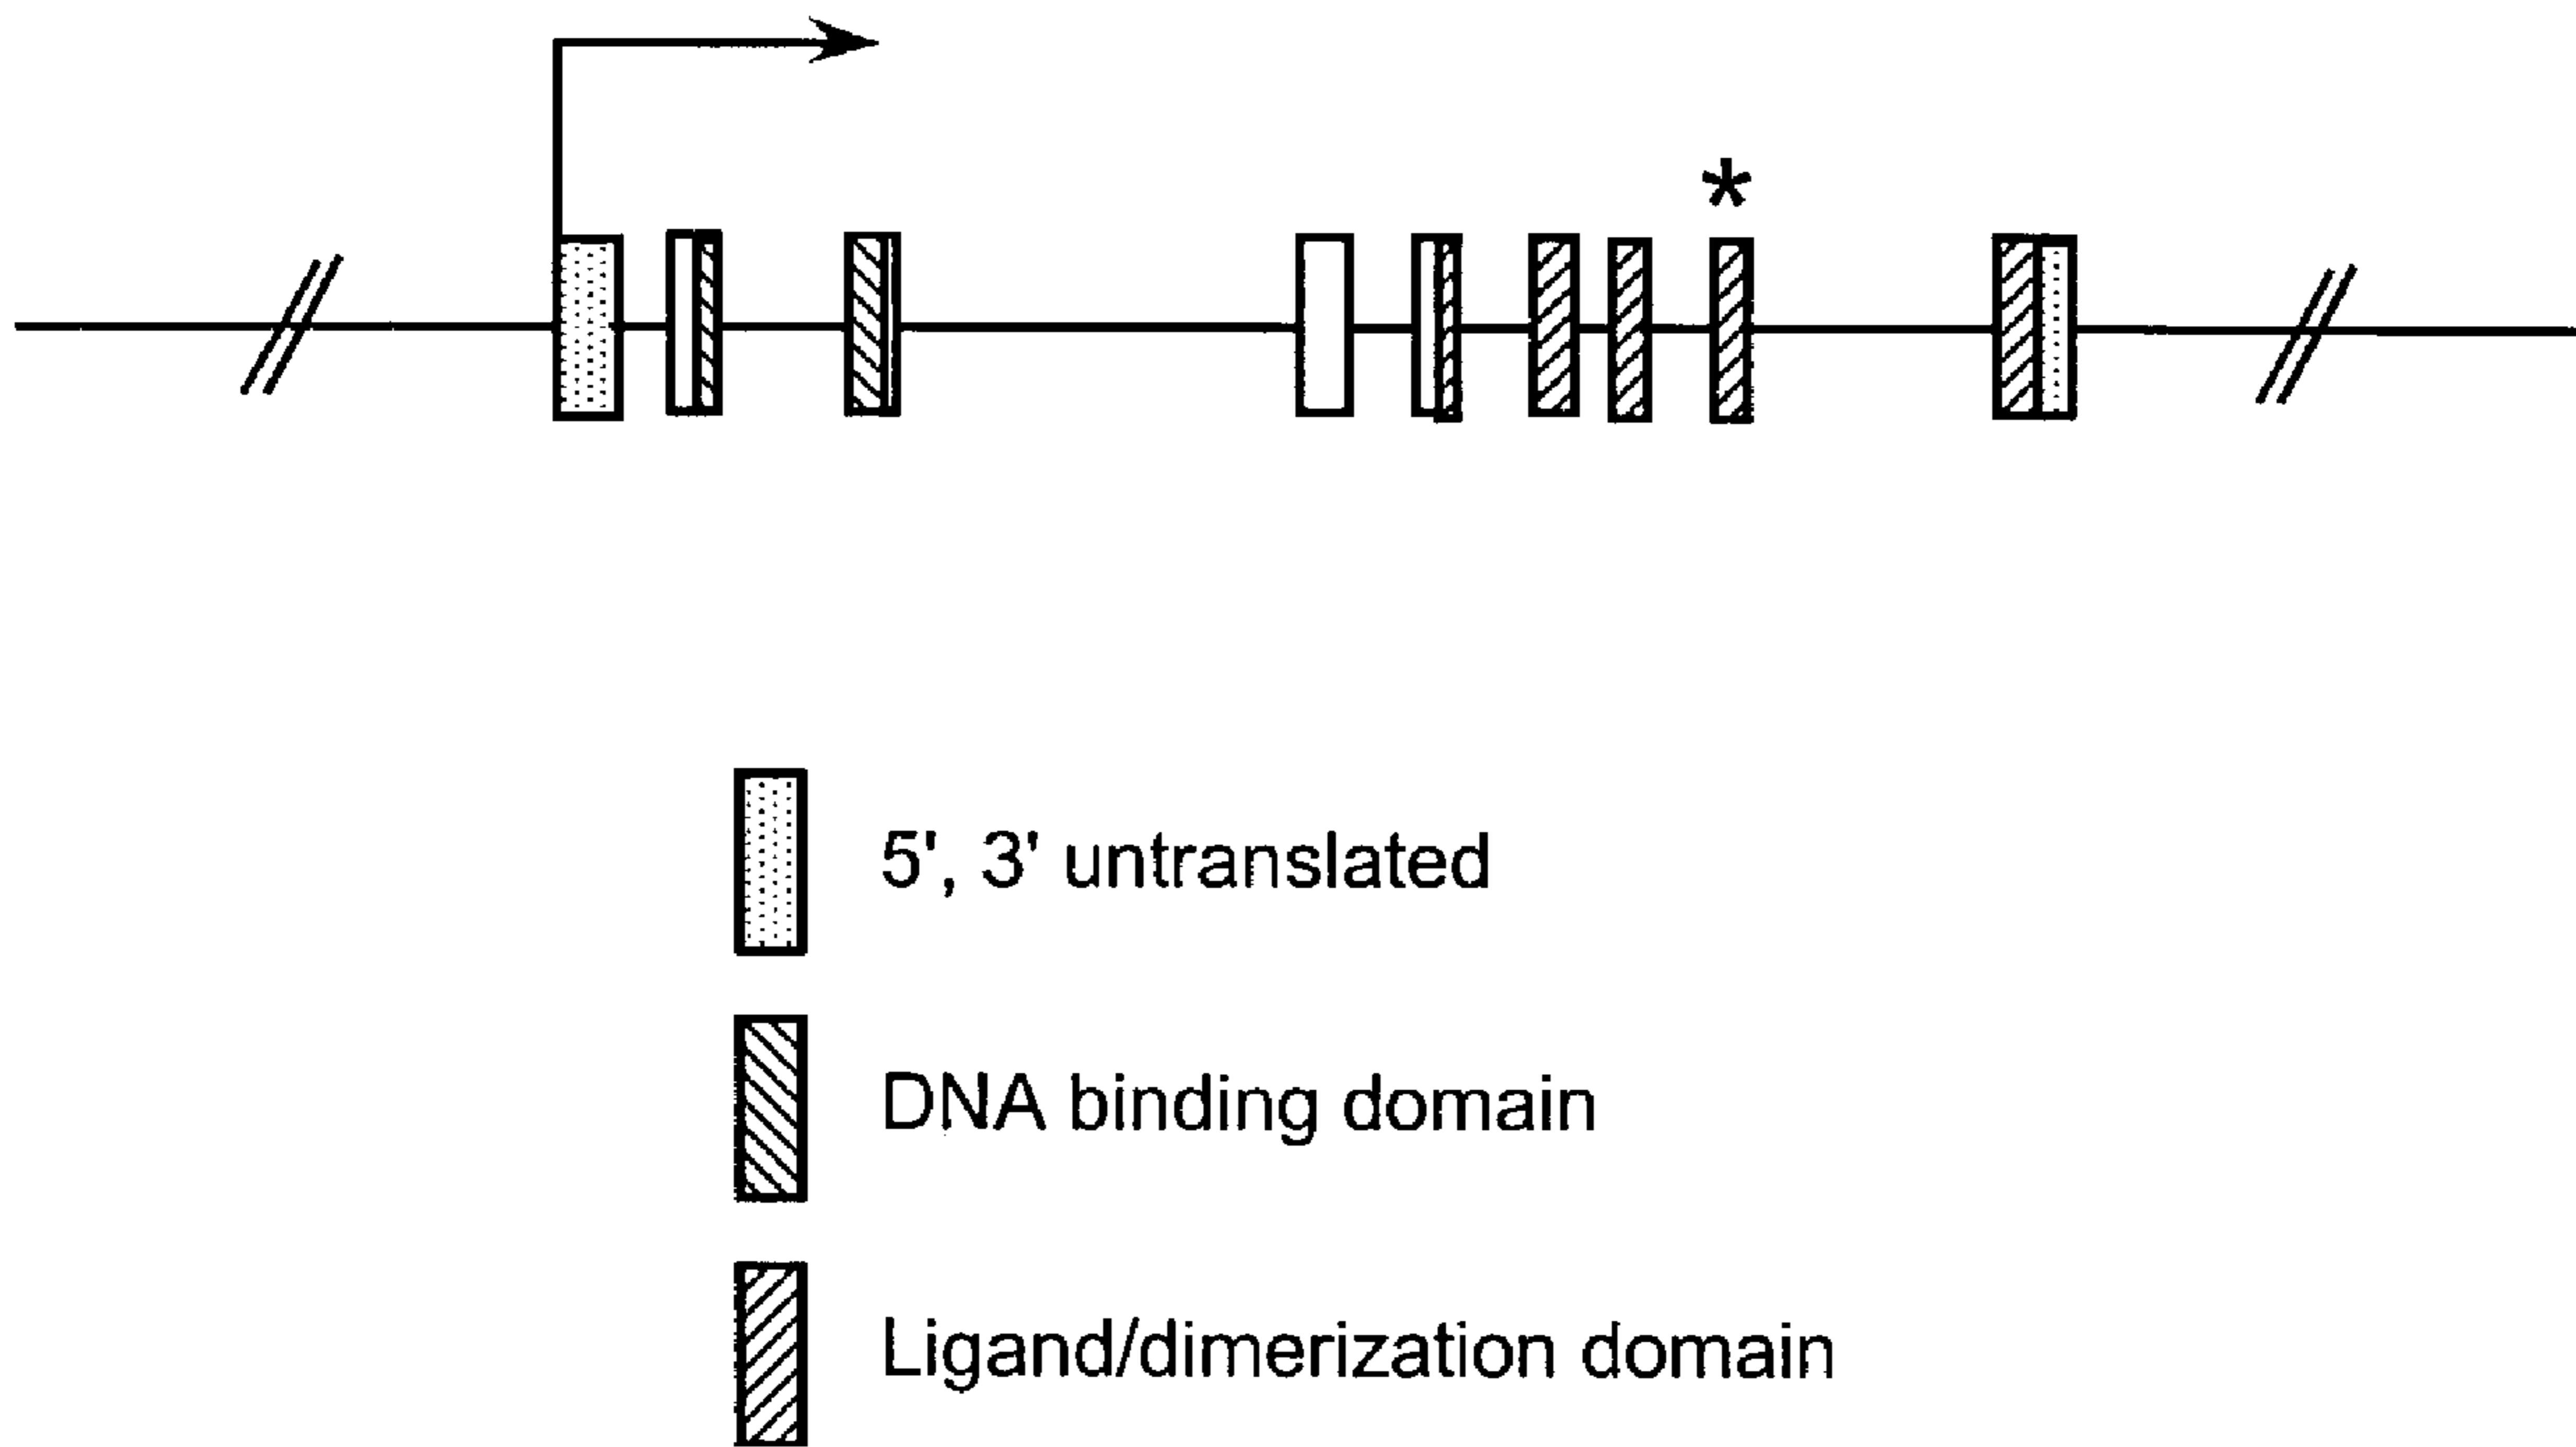 *
5', 3' untranslated
DNA binding domain
Ligand/dimerization domain